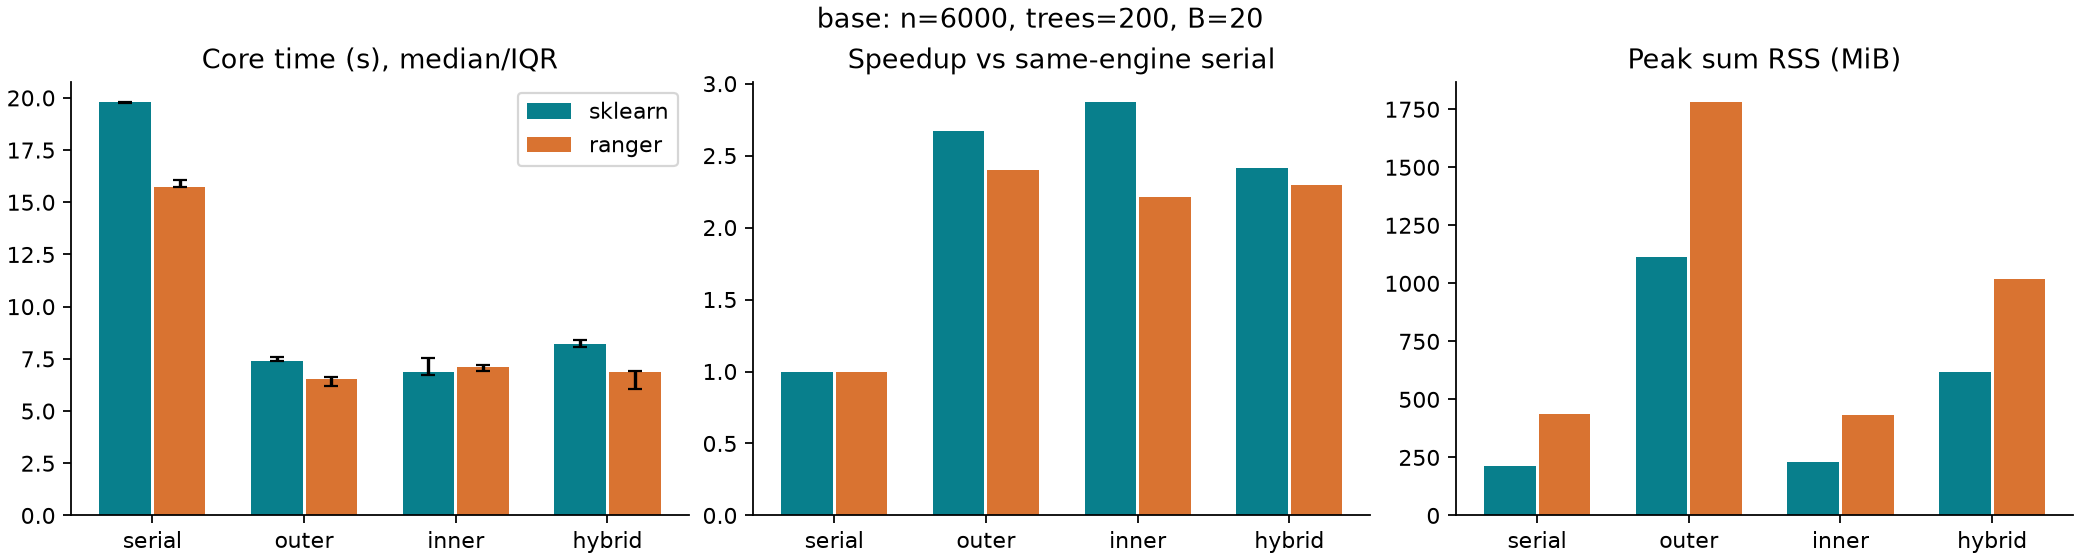 base: n=6000, trees=200, B=20
Core time (s), median/IQR
20.0
17.5
15.0
12.5
10.0
7.5
5.0
2.5
0.0
sklearn
ranger
serial outer inner hybrid
Speedup vs same-engine serial
3.0
2.5
2.0
1.5
1.0
0.5
0.0
serial outer inner hybrid
Peak sum RSS (MiB)
1750
1500
1250
1000
750
500
250
0
serial outer inner hybrid